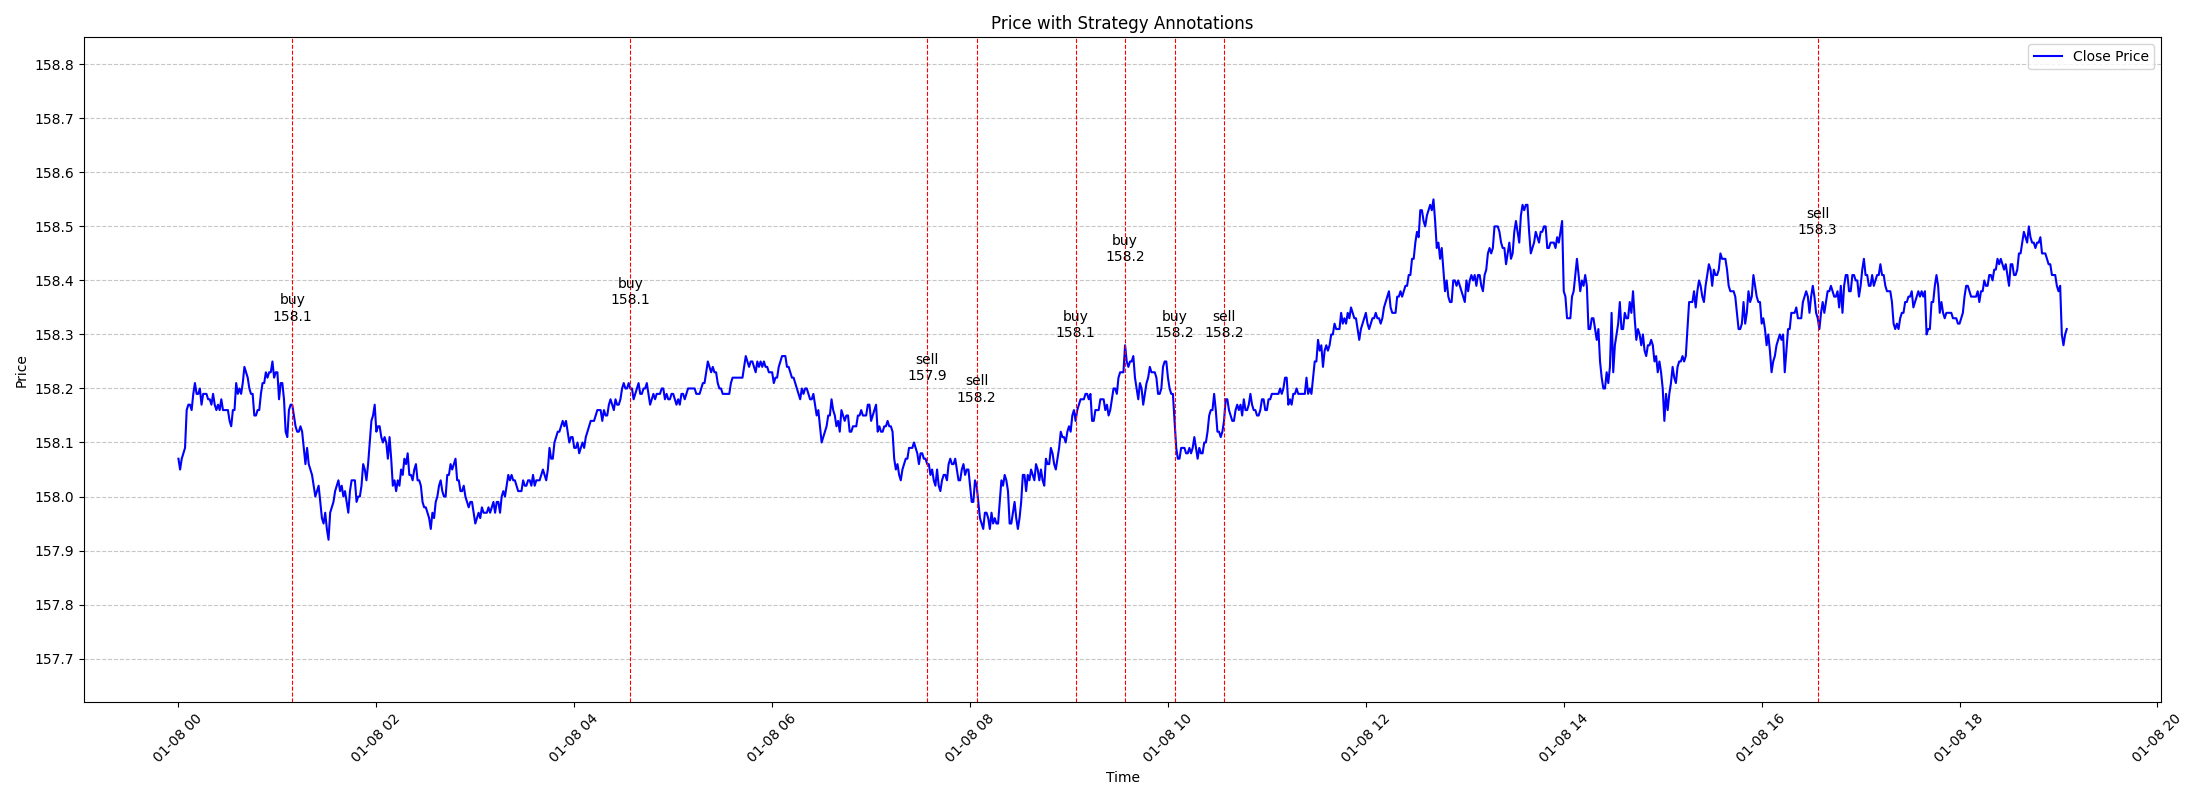 Price with Strategy Annotations
Close Price
158.8
158.7
158.6
158.5
158.4
158.3
158.2
158.1
158.0
157.9
157.8
157.7
Price
buy
158.1
buy
158.1
sell
157.9
sell
158.2
buy
158.1
buy
158.2
buy
158.2
sell
158.2
sell
158.3
01-08 00
01-08 02
01-08 04
01-08 06
01-08 08
01-08 10
01-08 12
01-08 14
01-08 16
01-08 18
01-08 20
Time